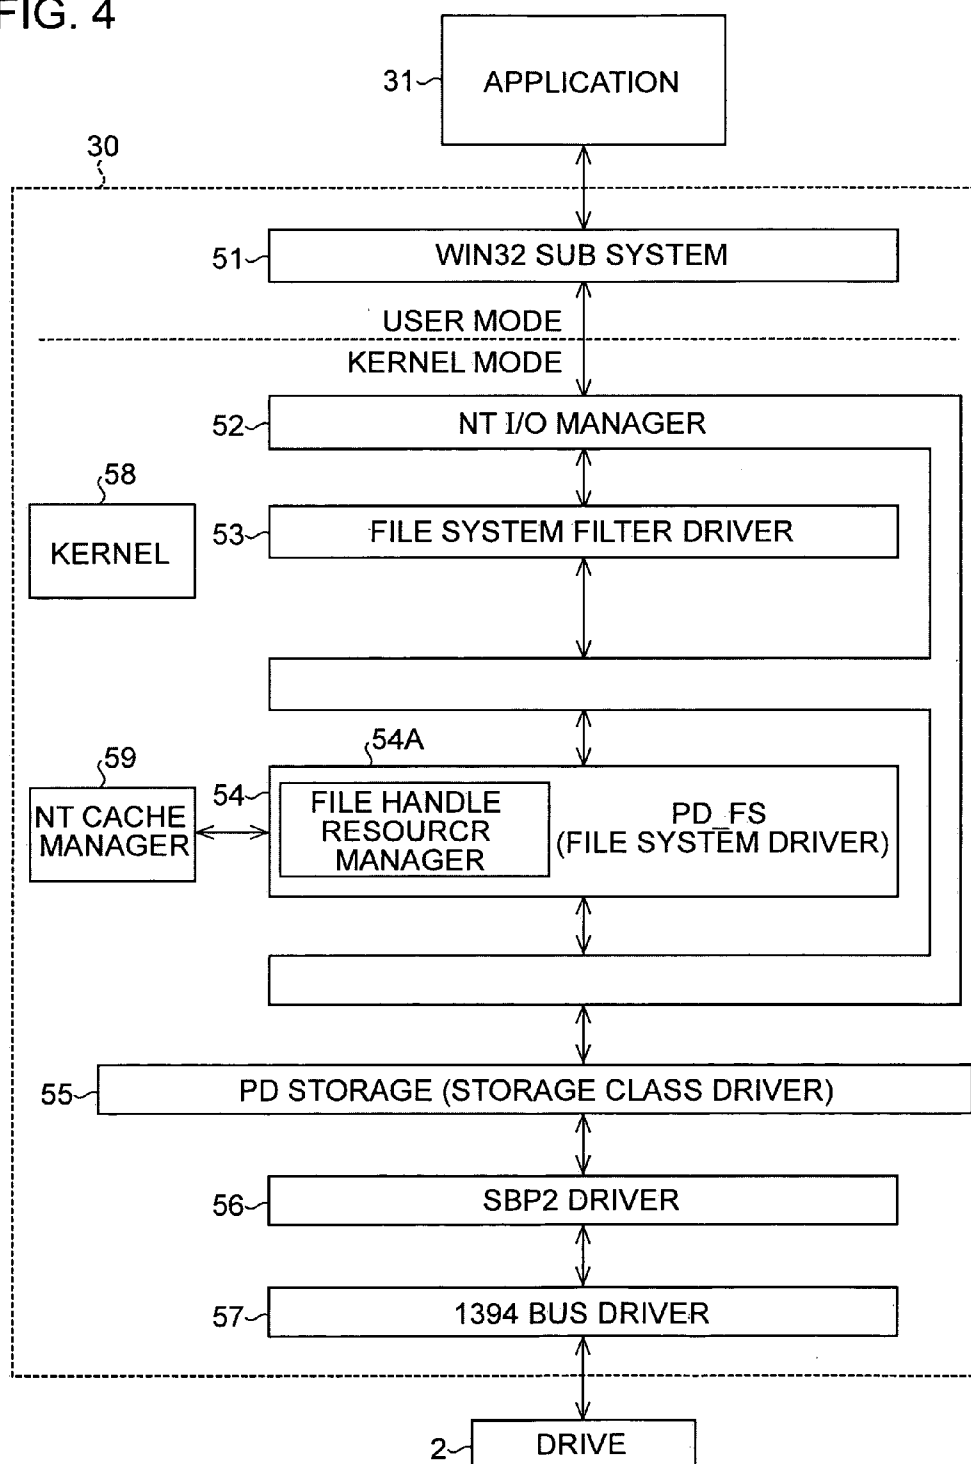 FIG. 4
31
APPLICATION
30
51
WIN32 SUB SYSTEM
USER MODE
KERNEL MODE
52
NT I/O MANAGER
58
KERNEL
53
FILE SYSTEM FILTER DRIVER
54A
59
NT CACHE
MANAGER
54
FILE HANDLE
RESOURCR
MANAGER
PD_FS
(FILE SYSTEM DRIVER)
55
PD STORAGE (STORAGE CLASS DRIVER)
56
SBP2 DRIVER
57
1394 BUS DRIVER
2
DRIVE